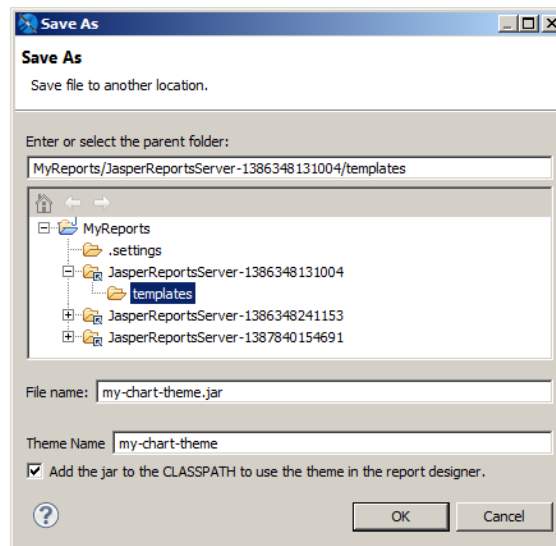 Save As
Save As
Save file to another location.
Enter or select the parent folder:
MyReports/JasperReportsServer-1386348131004/templates
MyReports
.settings
JasperReportsServer-1386348131004
templates
JasperReportsServer-1386348241153
JasperReportsServer-1387840154691
File name: my-chart-theme.jar
Theme Name my-chart-theme
Add the jar to the CLASSPATH to use the theme in the report designer.
? OK Cancel